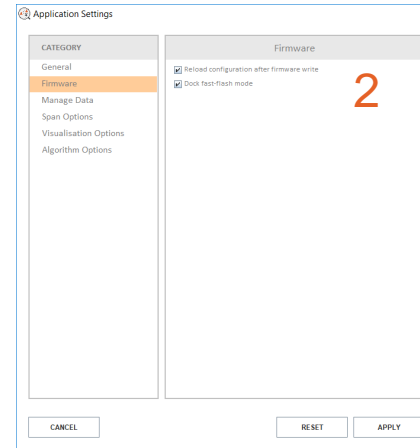 Application Settings
CATEGORY
General
Firmware
Manage Data
Span Options
Visualisation Options
Algorithm Options
Firmware
Reload configuration after firmware write
Dock fast-flash mode
2
CANCEL
RESET
APPLY